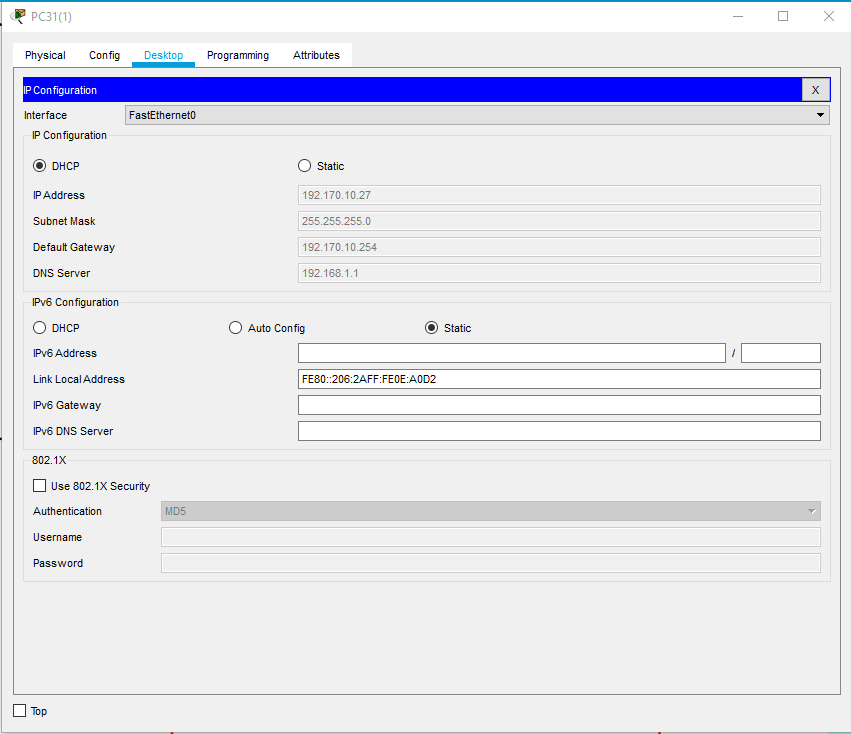 PC31(1)
Physical Config Desktop Programming Attributes
IP Configuration X
Interface FastEthernet0
IP Configuration
DHCP Static
IP Address 192.170.10.27
Subnet Mask 255.255.255.0
Default Gateway 192.170.10.254
DNS Server 192.168.1.1
IPv6 Configuration
DHCP Auto Config Static
IPv6 Address /
Link Local Address FE80::206:2AFF:FE0E:A0D2
IPv6 Gateway
IPv6 DNS Server
802.1X
Use 802.1X Security
Authentication MD5
Username
Password
Top